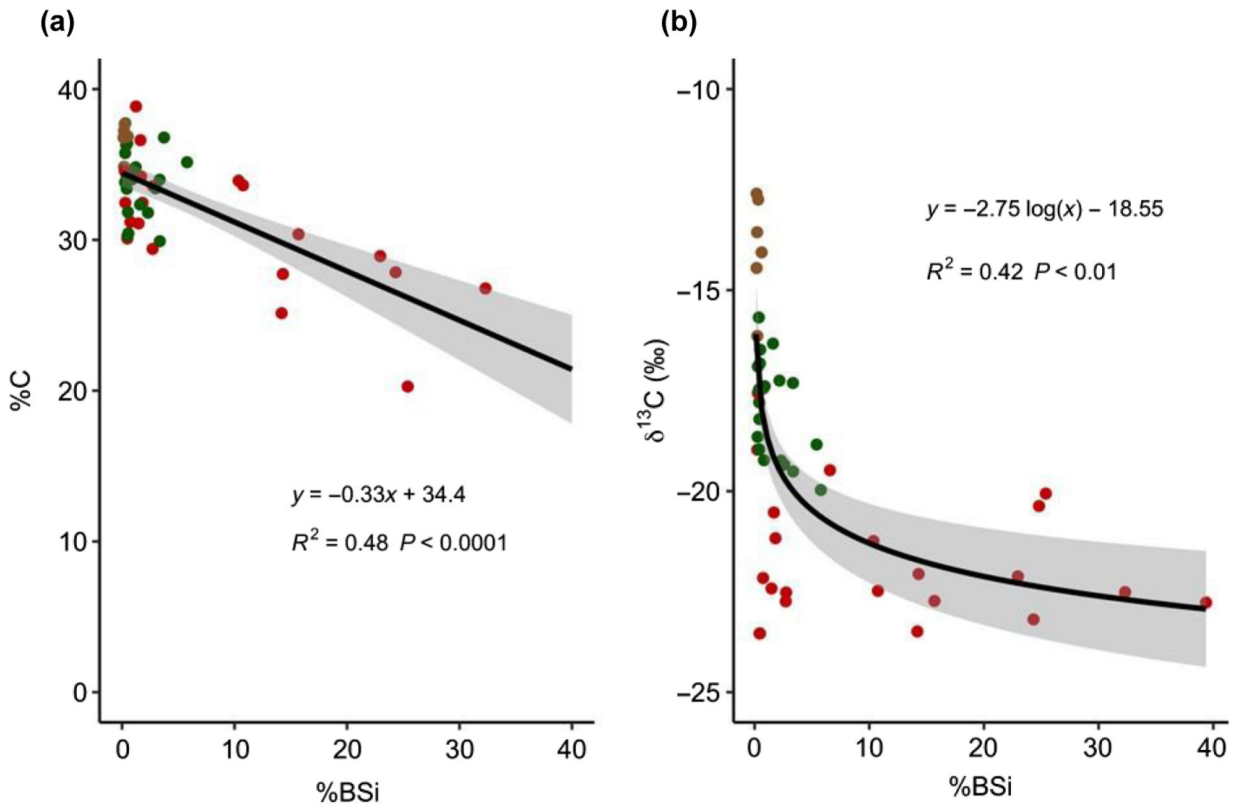 (a)
40
30
20
10
0
%C
y = −0.33x + 34.4
R² = 0.48 P < 0.0001
0 10 20 30 40
%BSi
(b)
−10
−15
−20
−25
δ¹³C (‰)
y = −2.75 log(x) − 18.55
R² = 0.42 P < 0.01
0 10 20 30 40
%BSi